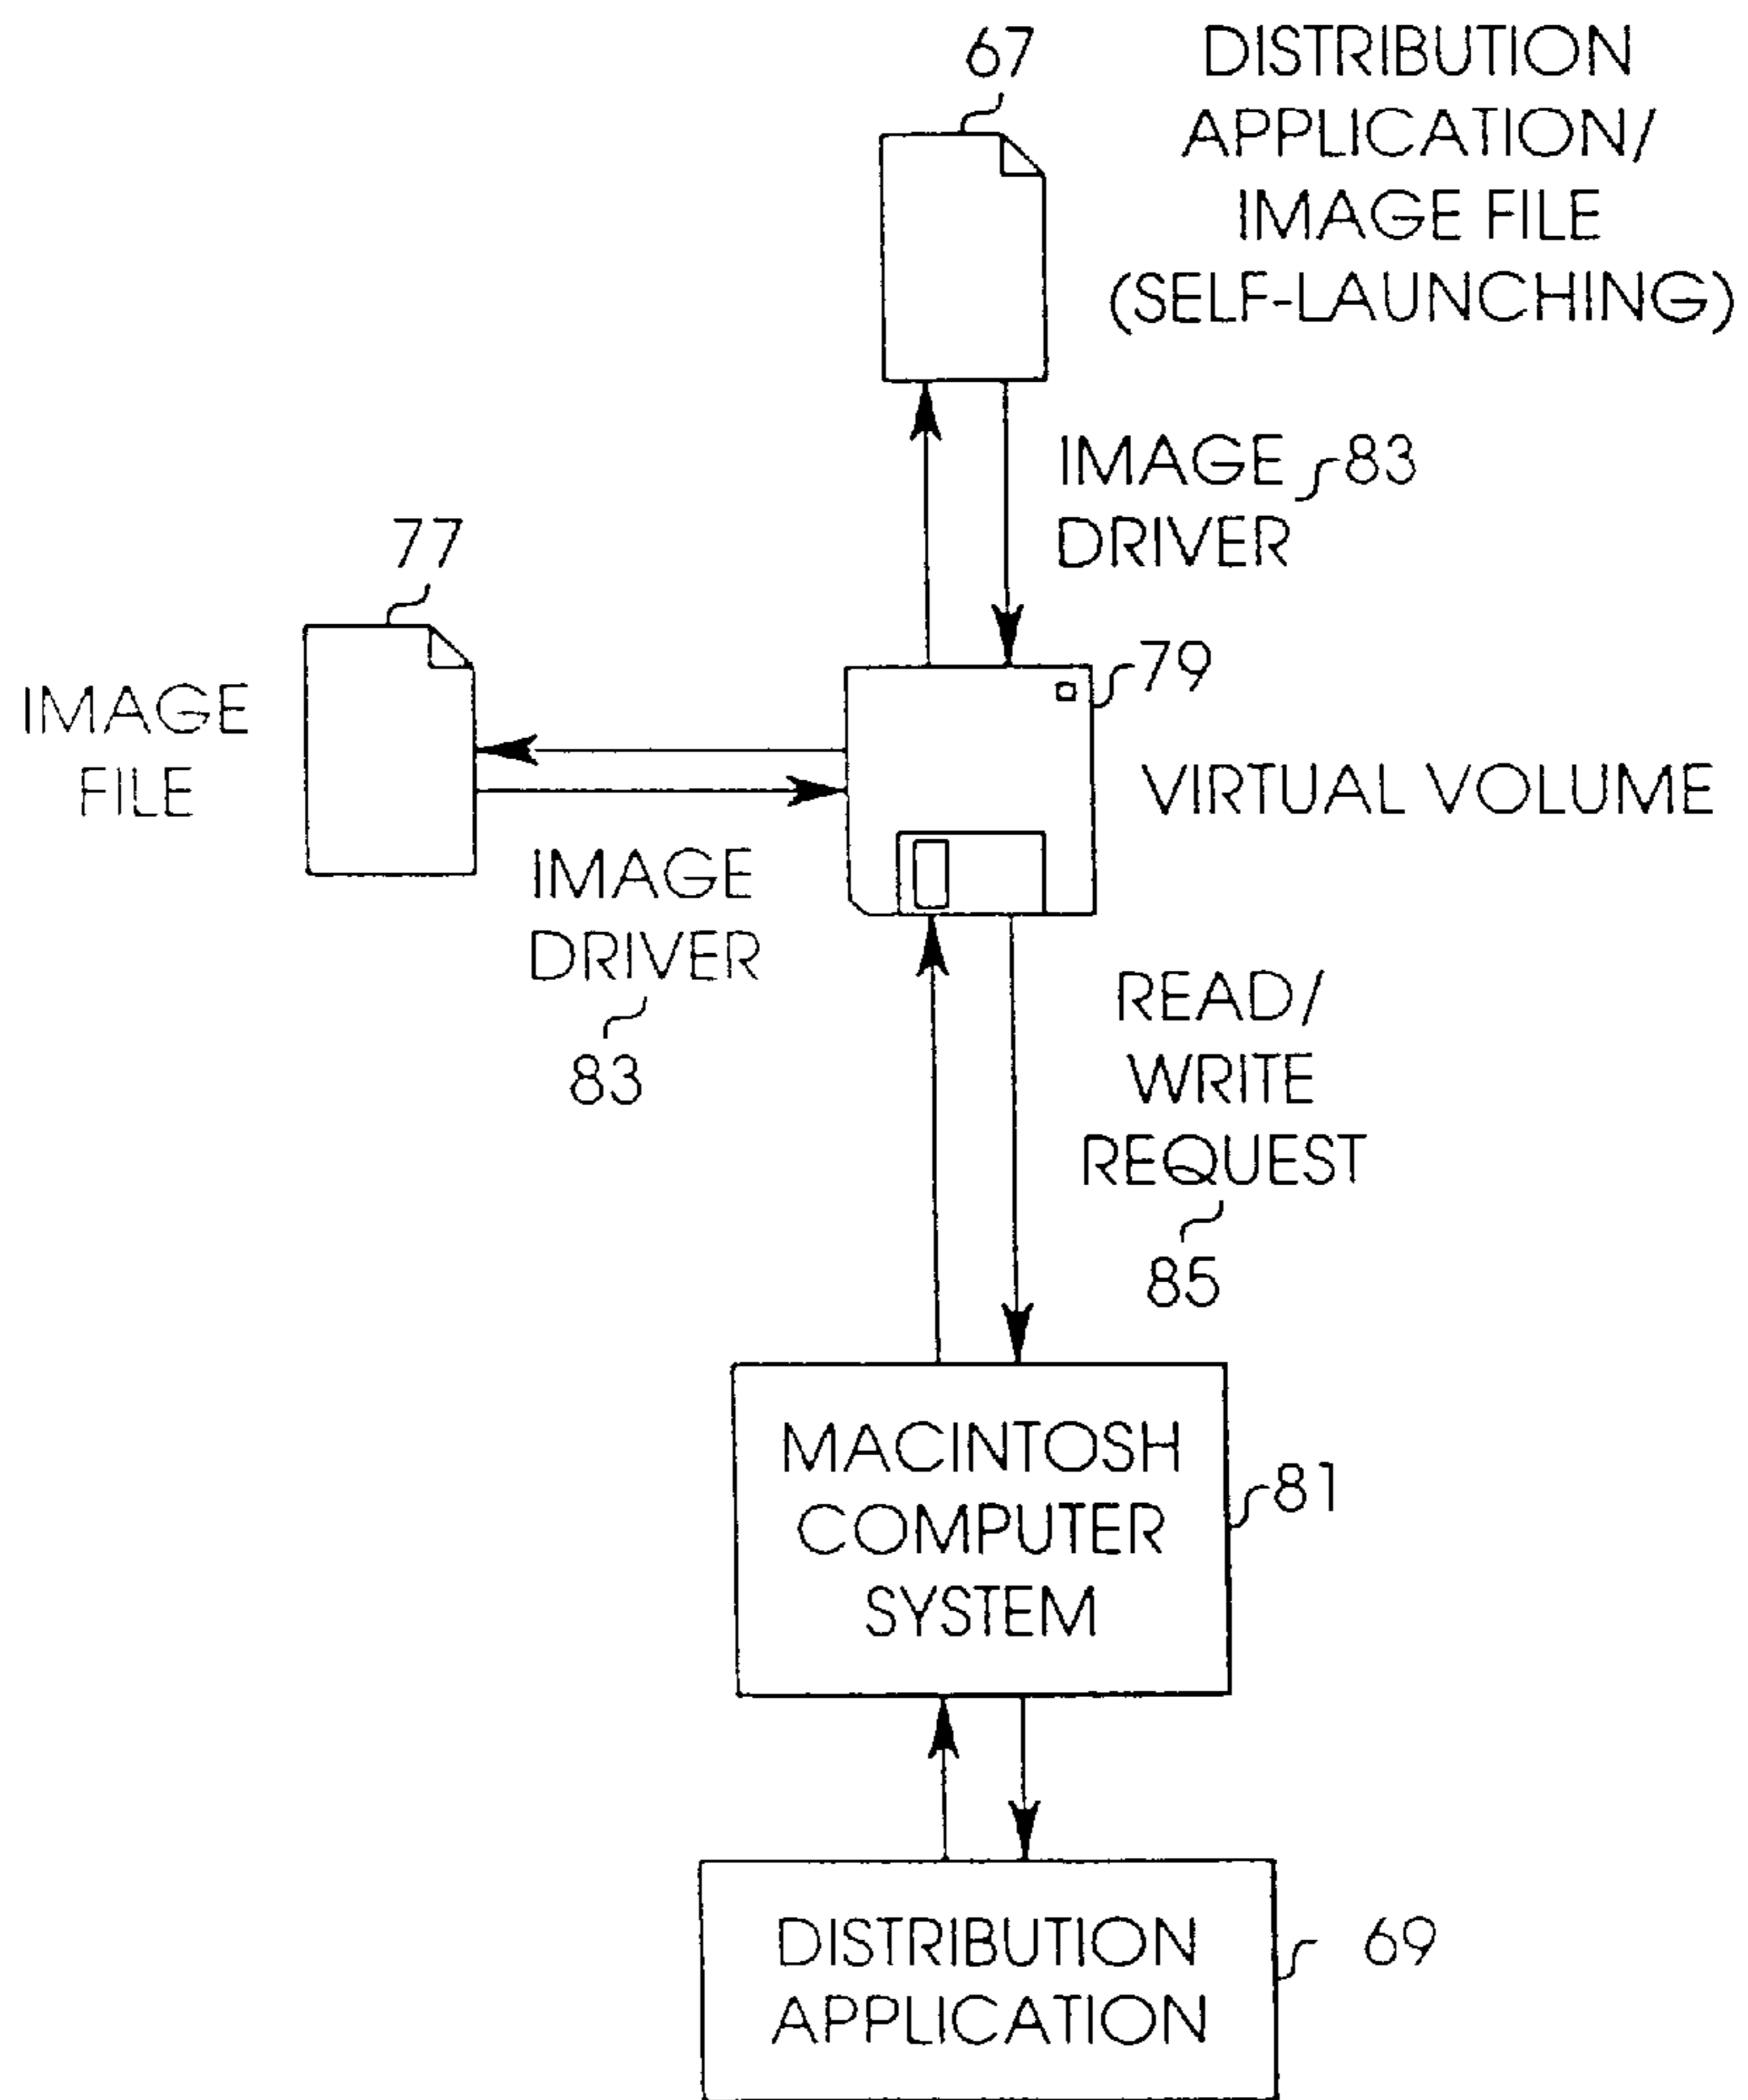 67
DISTRIBUTION
APPLICATION/
IMAGE FILE
(SELF-LAUNCHING)
IMAGE 83
DRIVER
77
79
IMAGE
FILE
VIRTUAL VOLUME
IMAGE
DRIVER
83
READ/
WRITE
REQUEST
85
MACINTOSH
COMPUTER
SYSTEM
81
DISTRIBUTION
APPLICATION
69